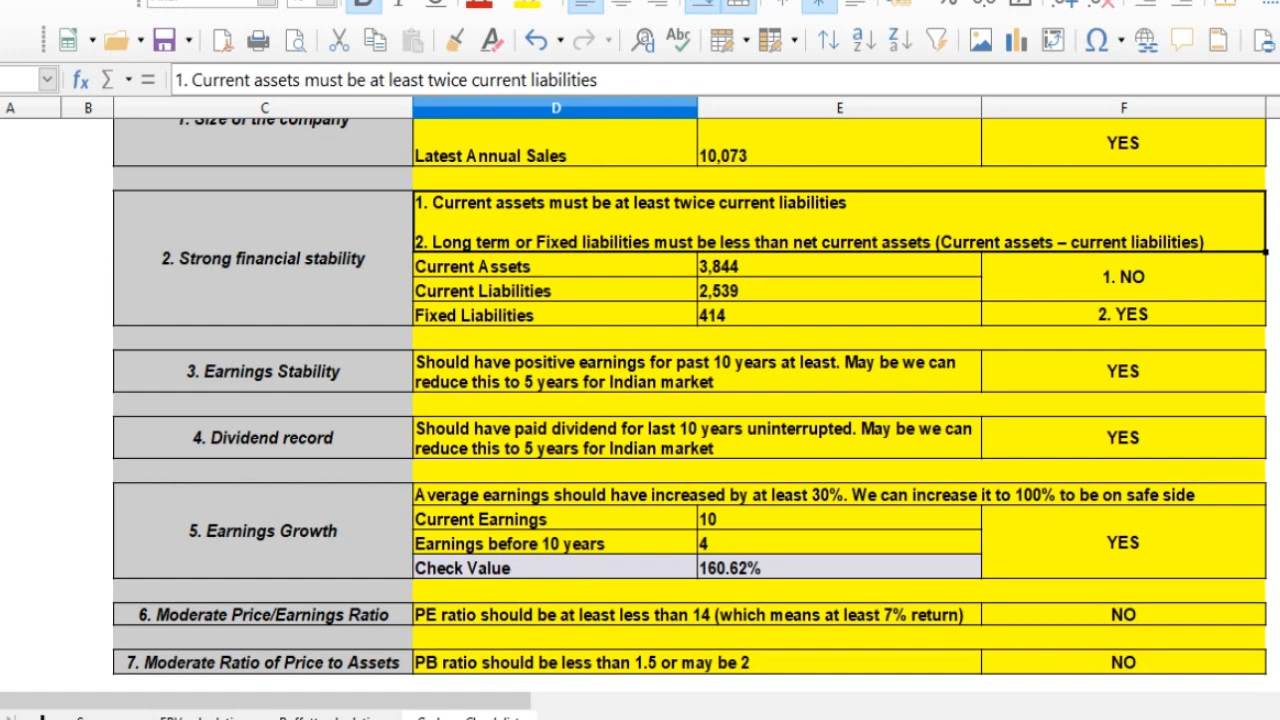 1. Current assets must be at least twice current liabilities
A B C D E F
1. Size of the company
YES
Latest Annual Sales 10,073
1. Current assets must be at least twice current liabilities
2. Long term or Fixed liabilities must be less than net current assets (Current assets – current liabilities)
2. Strong financial stability
Current Assets 3,844
1. NO
Current Liabilities 2,539
Fixed Liabilities 414 2. YES
3. Earnings Stability
Should have positive earnings for past 10 years at least. May be we can
reduce this to 5 years for Indian market
YES
4. Dividend record
Should have paid dividend for last 10 years uninterrupted. May be we can
reduce this to 5 years for Indian market
YES
Average earnings should have increased by at least 30%. We can increase it to 100% to be on safe side
5. Earnings Growth
Current Earnings 10
Earnings before 10 years 4
YES
Check Value 160.62%
6. Moderate Price/Earnings Ratio PE ratio should be at least less than 14 (which means at least 7% return) NO
7. Moderate Ratio of Price to Assets PB ratio should be less than 1.5 or may be 2 NO